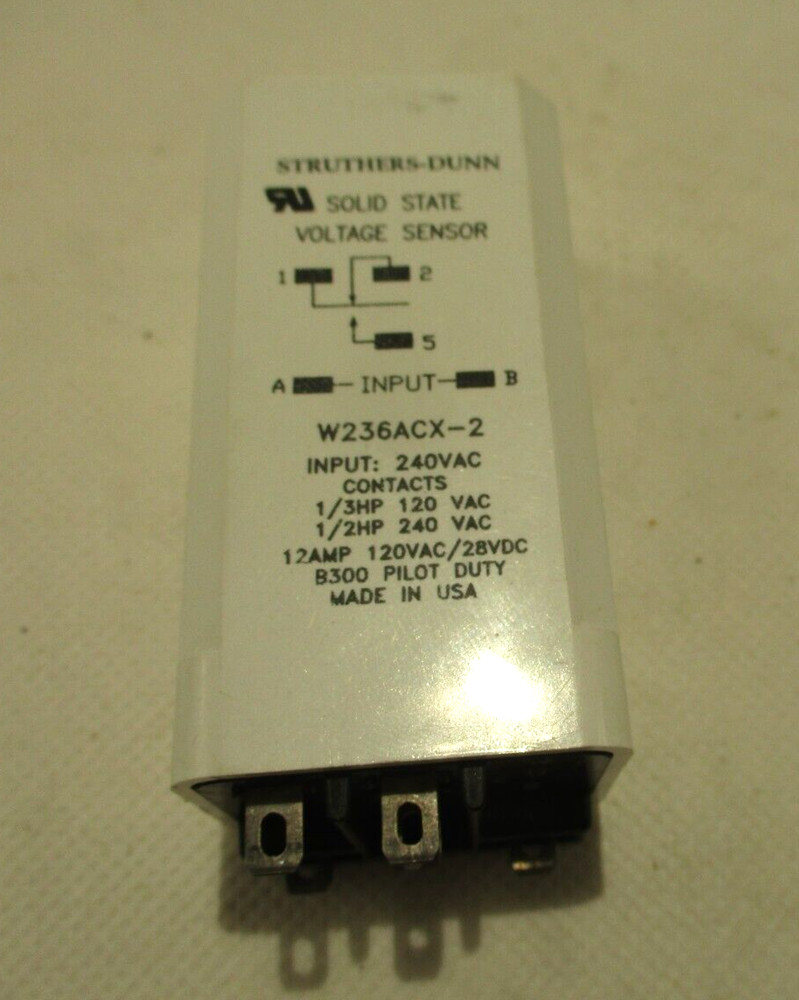 STRUTHERS-DUNN
RU SOLID STATE
VOLTAGE SENSOR
1 2
5
A INPUT B
W236ACX-2
INPUT: 240VAC
CONTACTS
1/3HP 120 VAC
1/2HP 240 VAC
12AMP 120VAC/28VDC
B300 PILOT DUTY
MADE IN USA